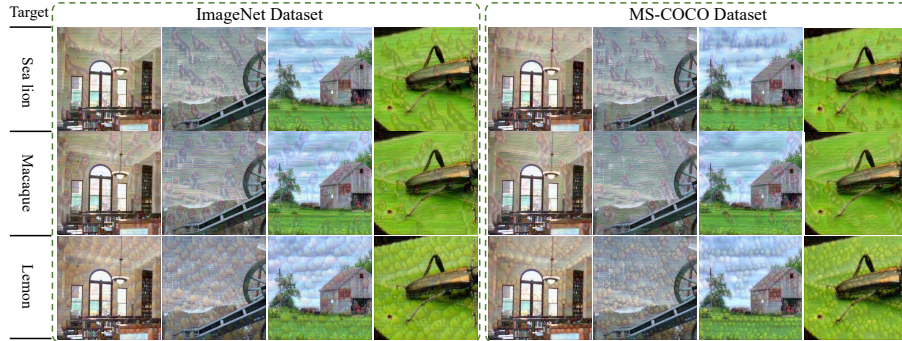 Target
ImageNet Dataset
MS-COCO Dataset
Sea lion
Macaque
Lemon